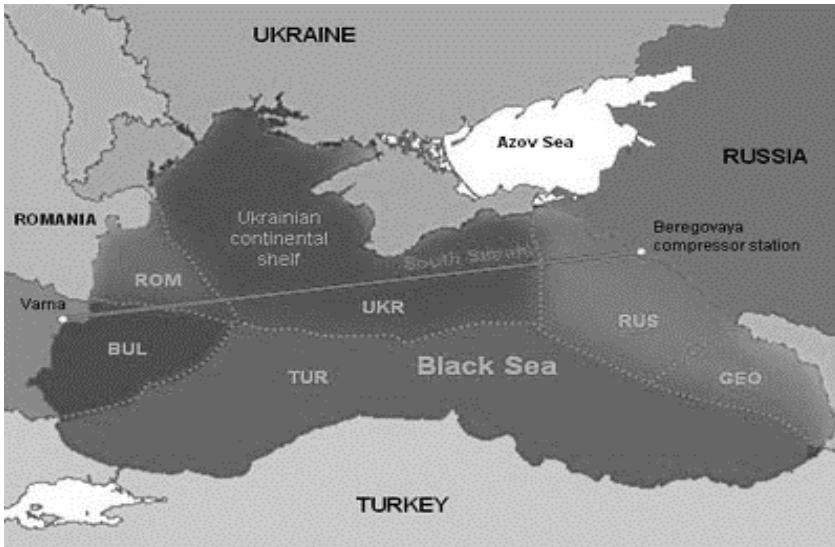 UKRAINE
Azov Sea
RUSSIA
ROMANIA
Ukrainian
continental
shelf
Beregovaya
compressor station
South Stream
ROM
Varna
UKR
RUS
BUL
TUR
Black Sea
GEO
TURKEY